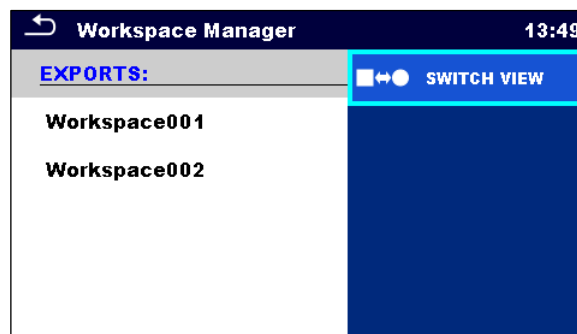 Workspace Manager 13:49
EXPORTS:
SWITCH VIEW
Workspace001
Workspace002